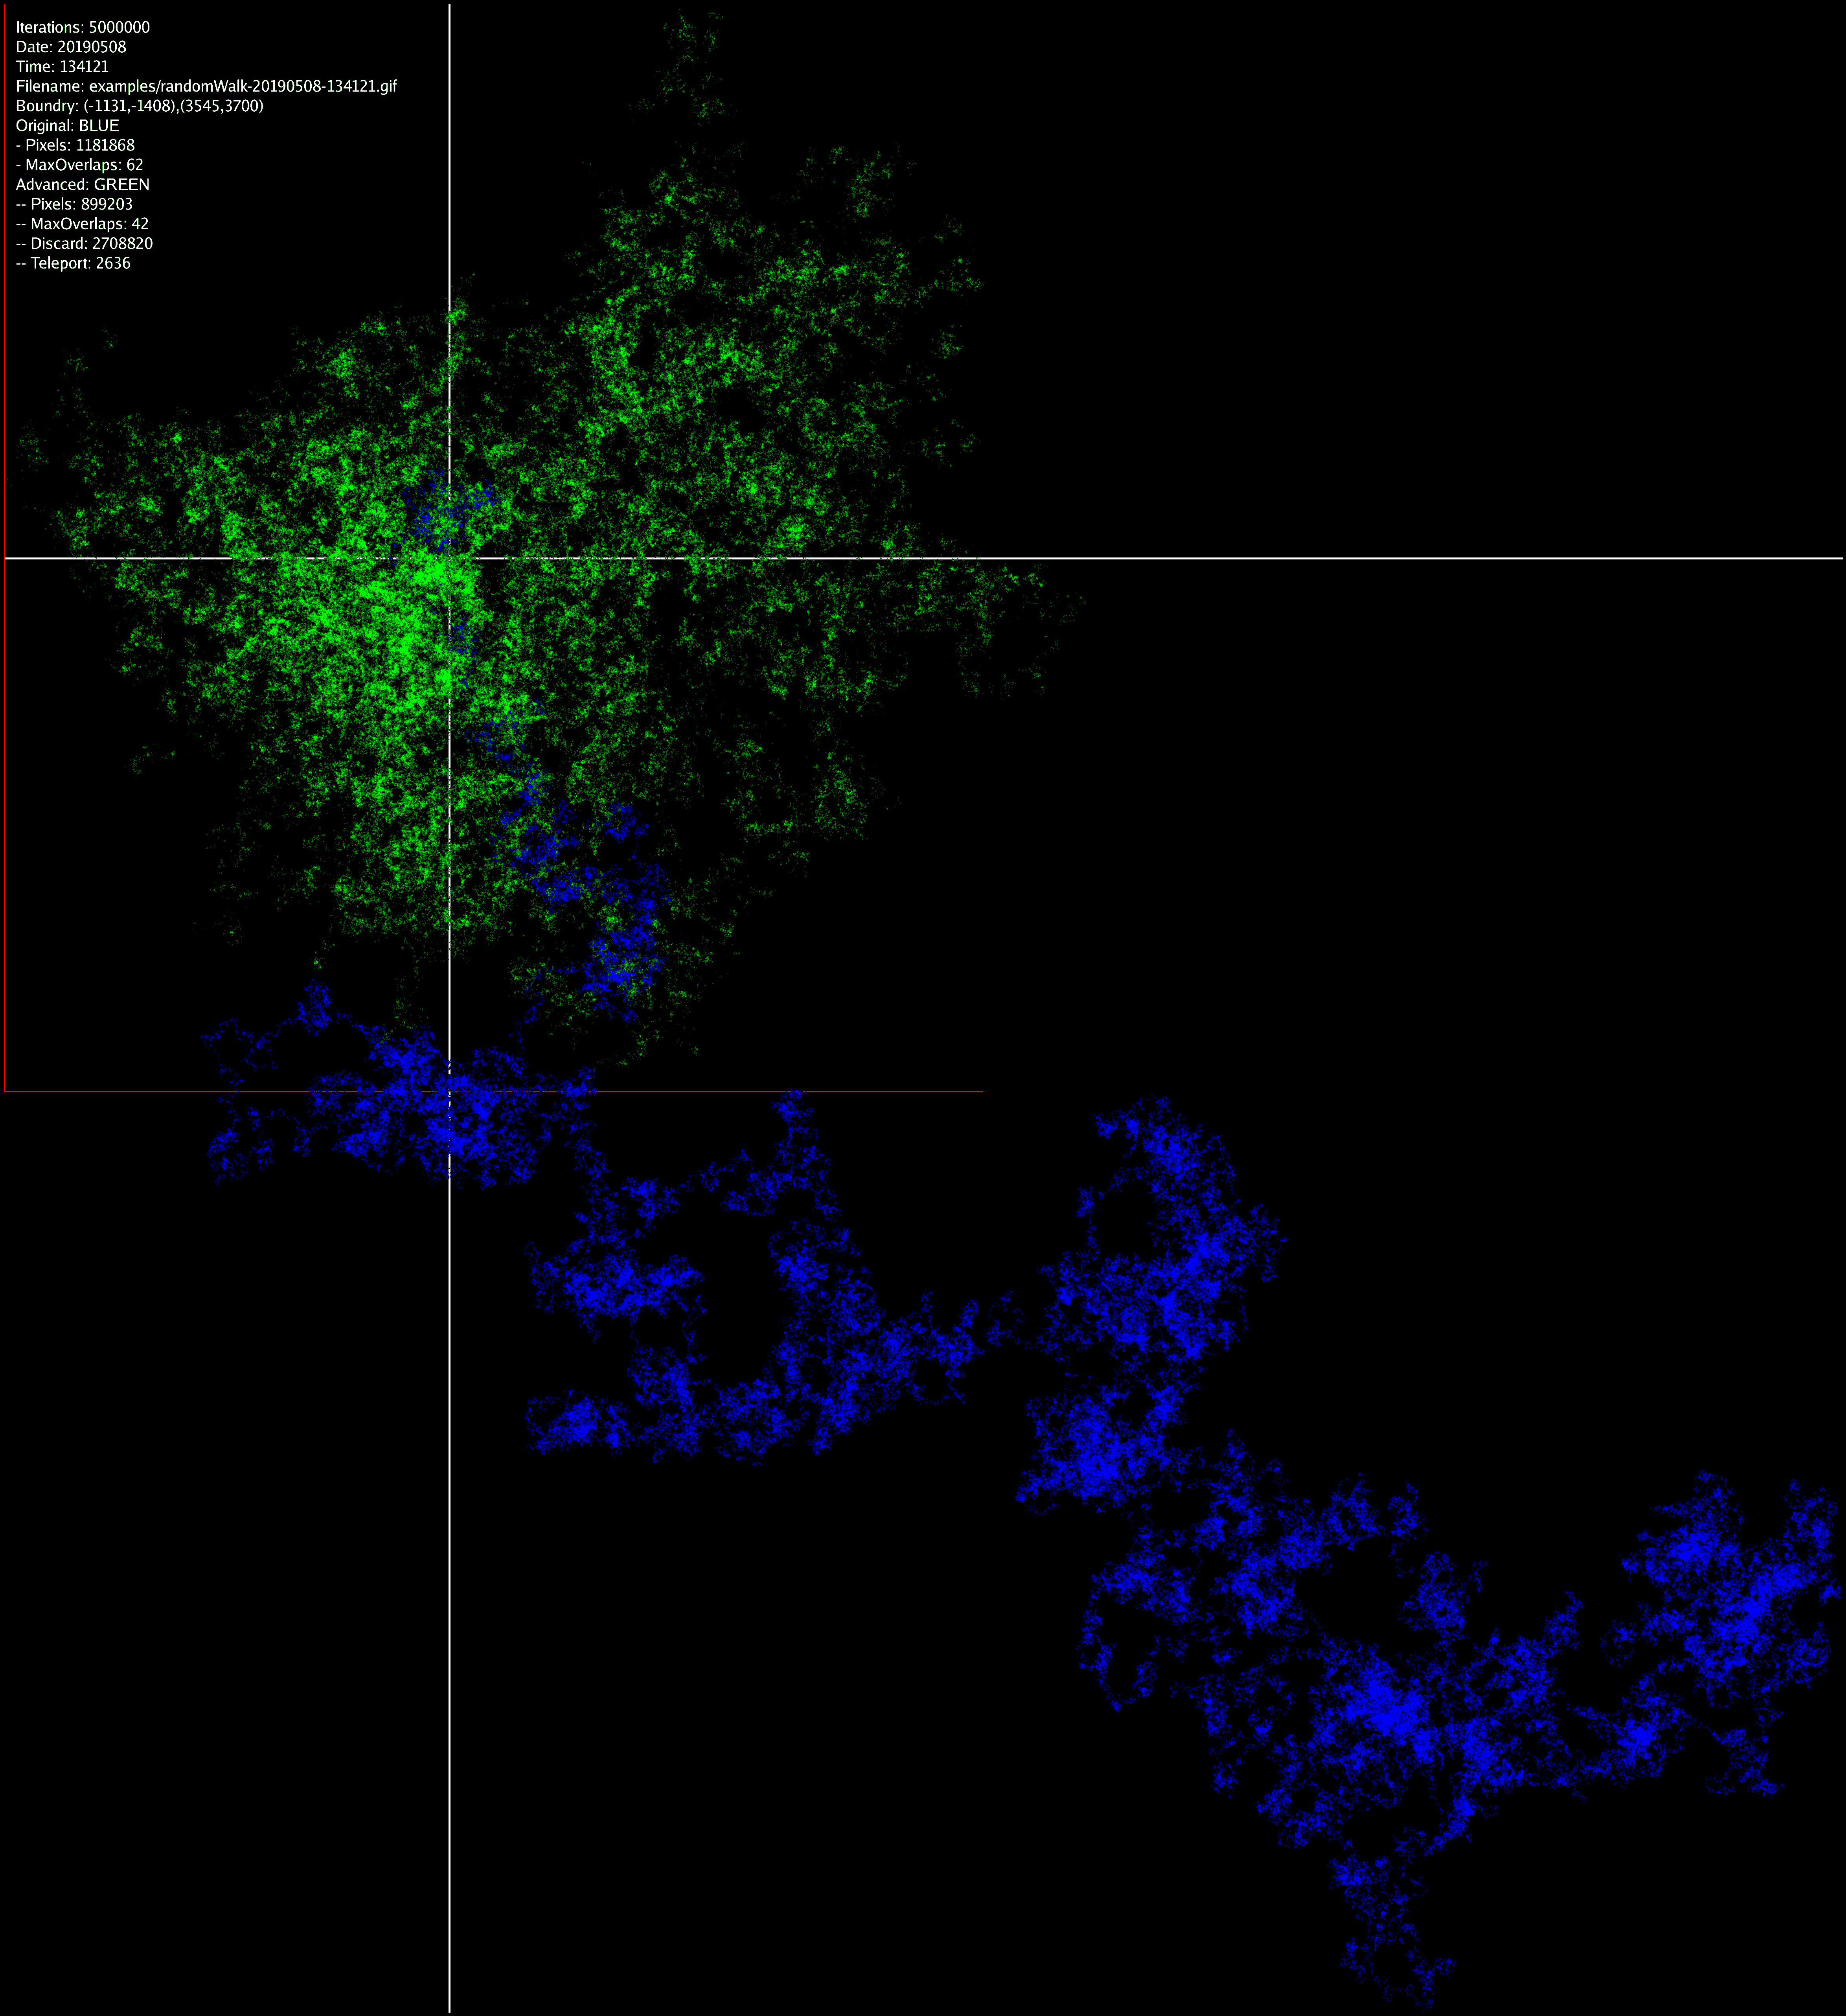 Iterations: 5000000
Date: 20190508
Time: 134121
Filename: examples/randomWalk-20190508-134121.gif
Boundry: (-1131,-1408),(3545,3700)
Original: BLUE
- Pixels: 1181868
- MaxOverlaps: 62
Advanced: GREEN
-- Pixels: 899203
-- MaxOverlaps: 42
-- Discard: 2708820
-- Teleport: 2636